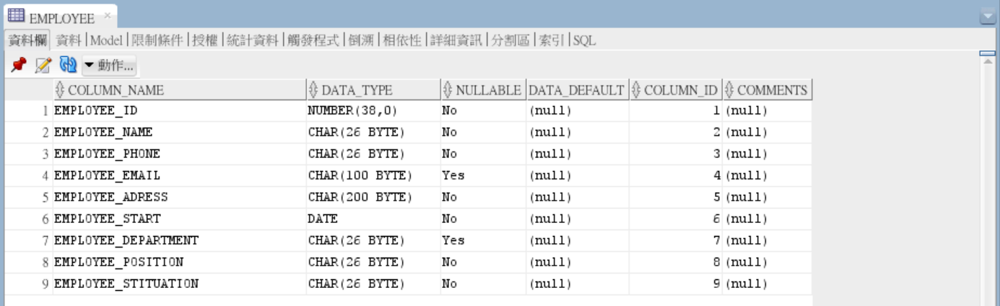 EMPLOYEE
資料欄 資料 | Model | 限制條件 | 授權 | 統計資料 | 觸發程式 | 倒溯 | 相依性 | 詳細資訊 | 分割區 | 索引 | SQL
動作...
COLUMN_NAME DATA_TYPE NULLABLE DATA_DEFAULT COLUMN_ID COMMENTS
1 EMPLOYEE_ID NUMBER(38,0) No (null) 1 (null)
2 EMPLOYEE_NAME CHAR(26 BYTE) No (null) 2 (null)
3 EMPLOYEE_PHONE CHAR(26 BYTE) No (null) 3 (null)
4 EMPLOYEE_EMAIL CHAR(100 BYTE) Yes (null) 4 (null)
5 EMPLOYEE_ADRESS CHAR(200 BYTE) No (null) 5 (null)
6 EMPLOYEE_START DATE No (null) 6 (null)
7 EMPLOYEE_DEPARTMENT CHAR(26 BYTE) Yes (null) 7 (null)
8 EMPLOYEE_POSITION CHAR(26 BYTE) No (null) 8 (null)
9 EMPLOYEE_STITUATION CHAR(26 BYTE) No (null) 9 (null)